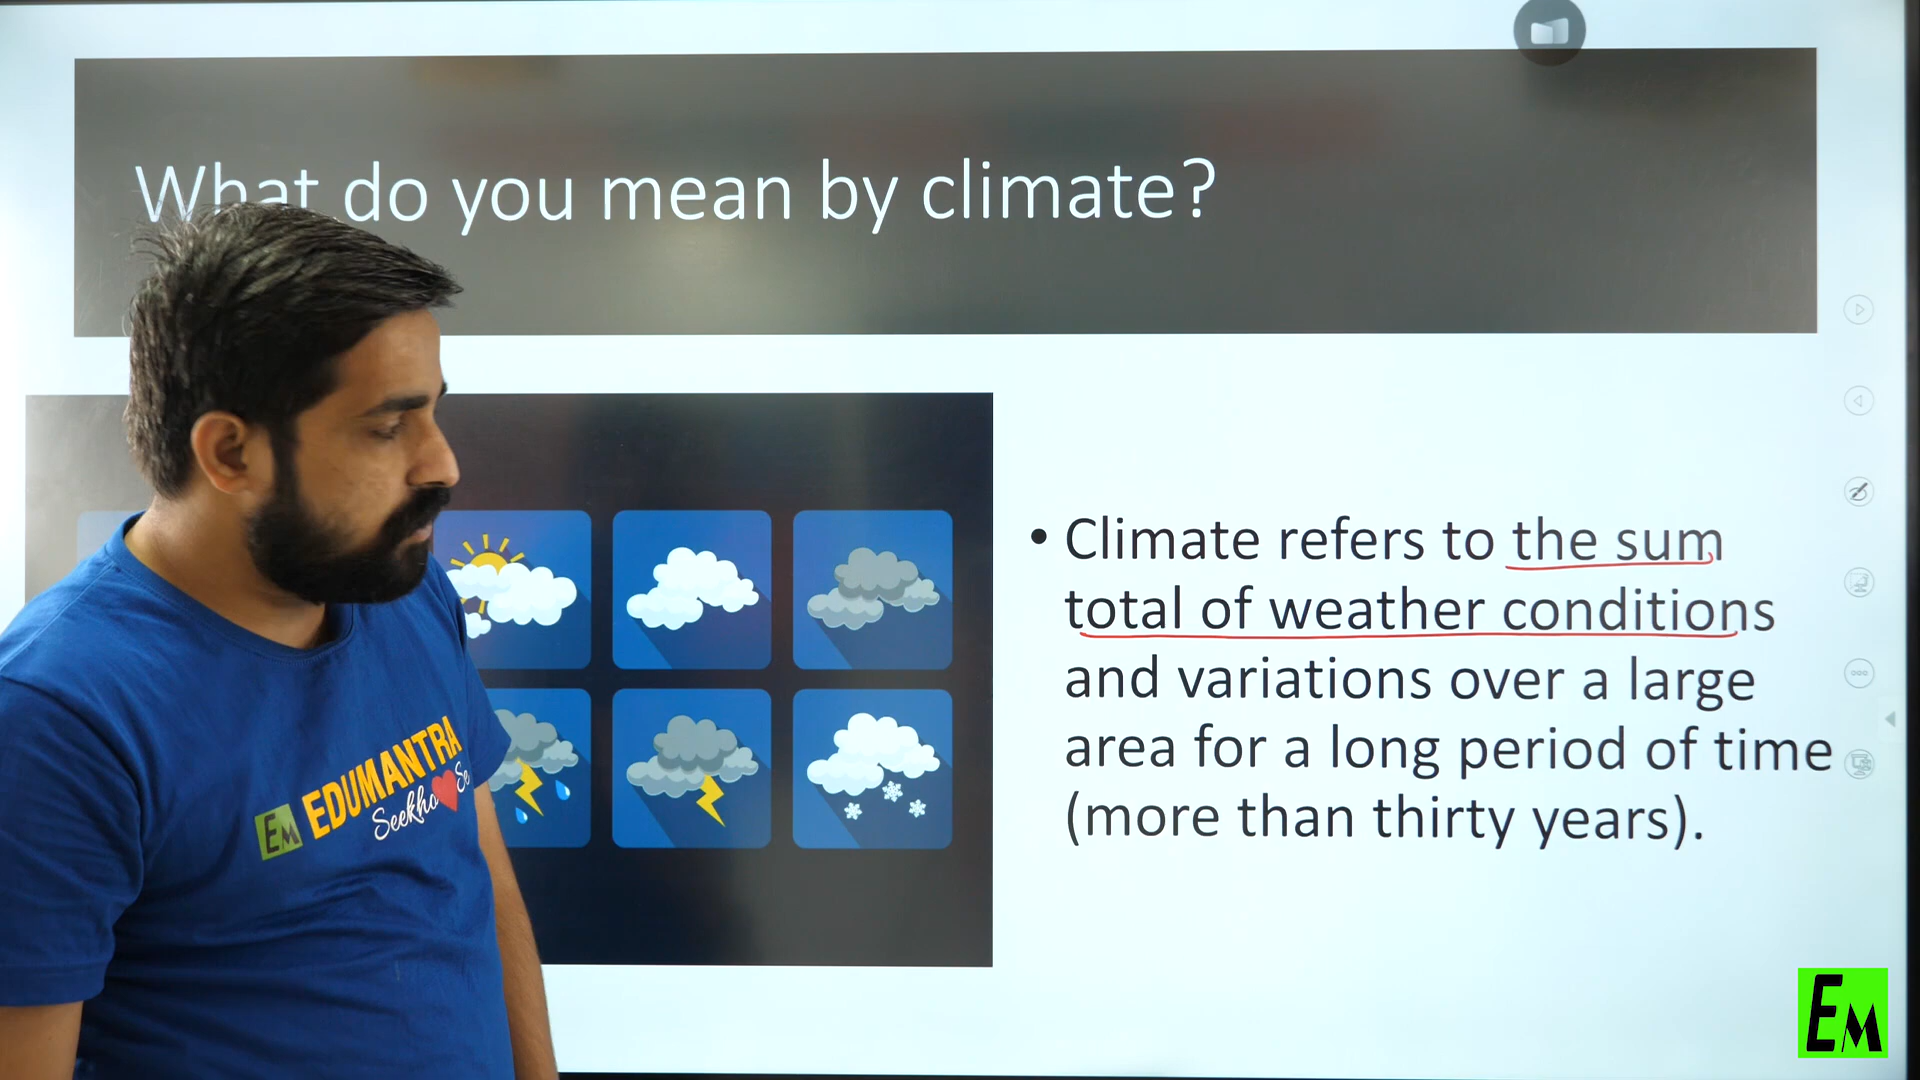 What do you mean by climate?
• Climate refers to the sum
total of weather conditions
and variations over a large
area for a long period of time
(more than thirty years).
EM EDUMANTRA
Seekho Se
EM